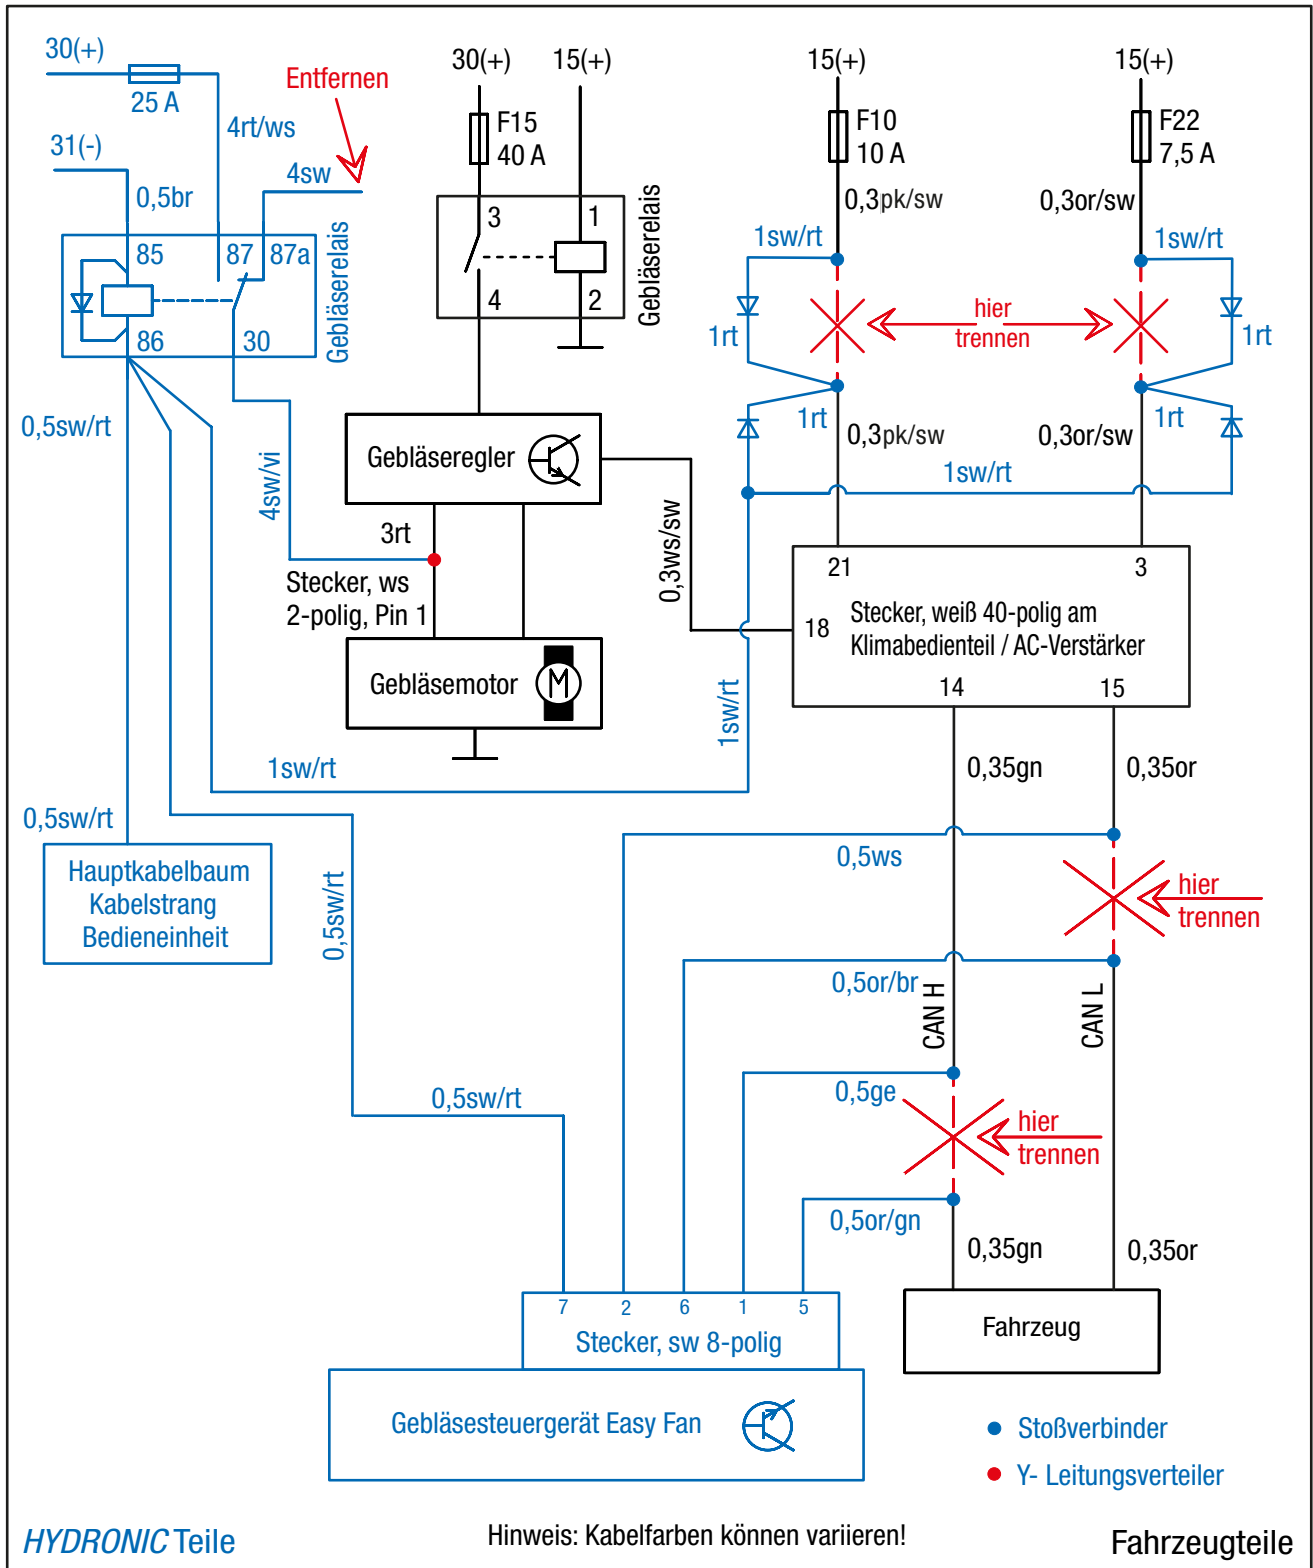 30(+)
25 A
Entfernen
4rt/ws
31(-)
4sw
0,5br
85
87
87a
86
30
Gebläserelais
0,5sw/rt
4sw/vi
30(+)
15(+)
F15
40 A
3
1
4
2
Gebläserelais
Gebläseregler
3rt
Stecker, ws
2-polig, Pin 1
Gebläsemotor
M
0,3ws/sw
15(+)
15(+)
F10
10 A
F22
7,5 A
0,3pk/sw
0,3or/sw
1sw/rt
1sw/rt
hier
trennen
1rt
1rt
1rt
1rt
0,3pk/sw
0,3or/sw
1sw/rt
21
3
18
Stecker, weiß 40-polig am
Klimabedienteil / AC-Verstärker
14
15
1sw/rt
1sw/rt
0,35gn
0,35or
0,5sw/rt
Hauptkabelbaum
Kabelstrang
Bedieneinheit
0,5sw/rt
0,5ws
hier
trennen
0,5or/br
CAN H
CAN L
0,5sw/rt
0,5ge
hier
trennen
0,5or/gn
0,35gn
0,35or
7
2
6
1
5
Stecker, sw 8-polig
Fahrzeug
Gebläsesteuergerät Easy Fan
Stoßverbinder
Y- Leitungsverteiler
HYDRONIC Teile
Hinweis: Kabelfarben können variieren!
Fahrzeugteile